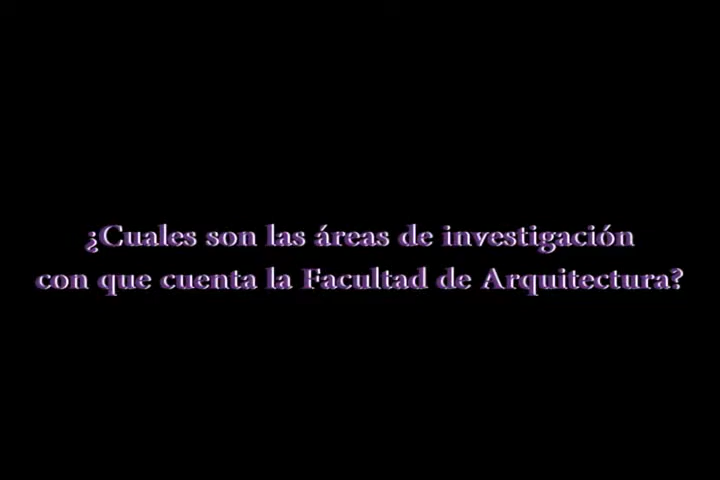 ¿Cuales son las áreas de investigación
con que cuenta la Facultad de Arquitectura?